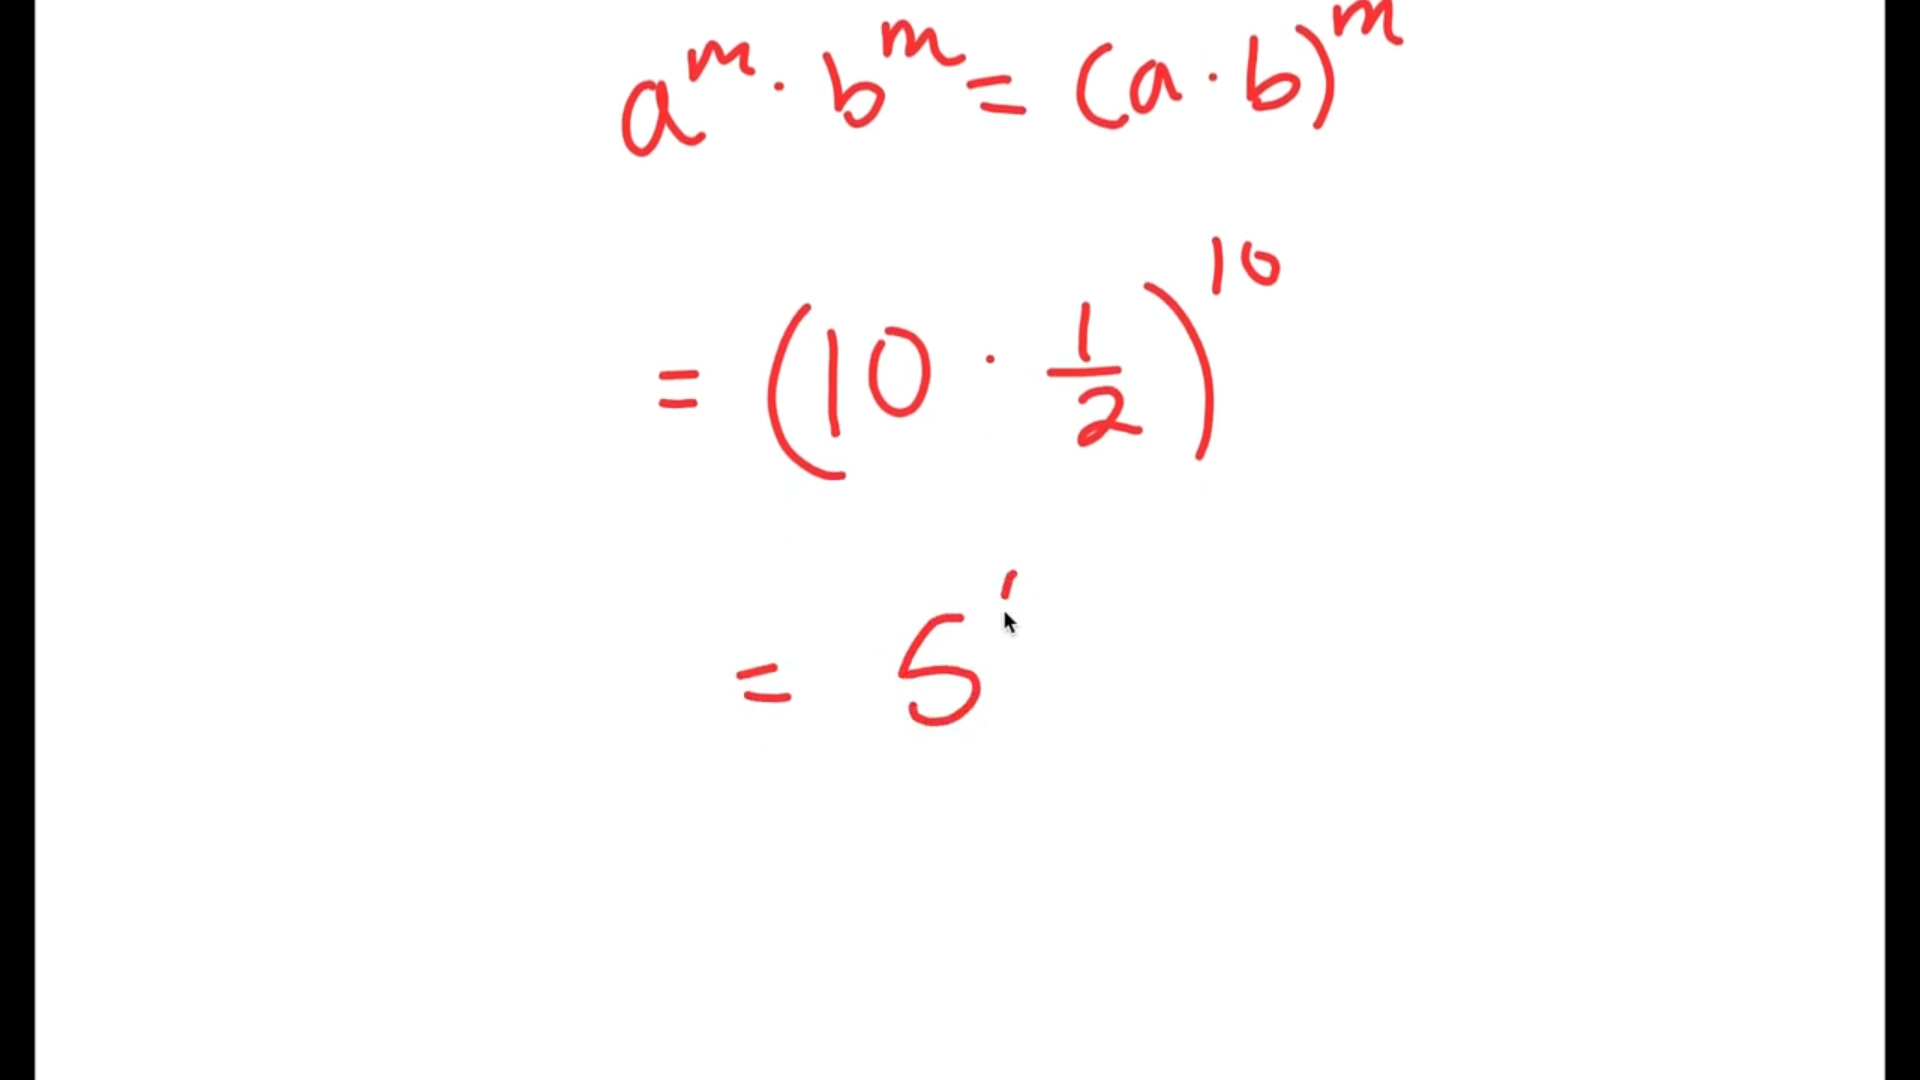 a^m · b^m = (a · b)^m
= (10 · 1/2)^10
= 5^1